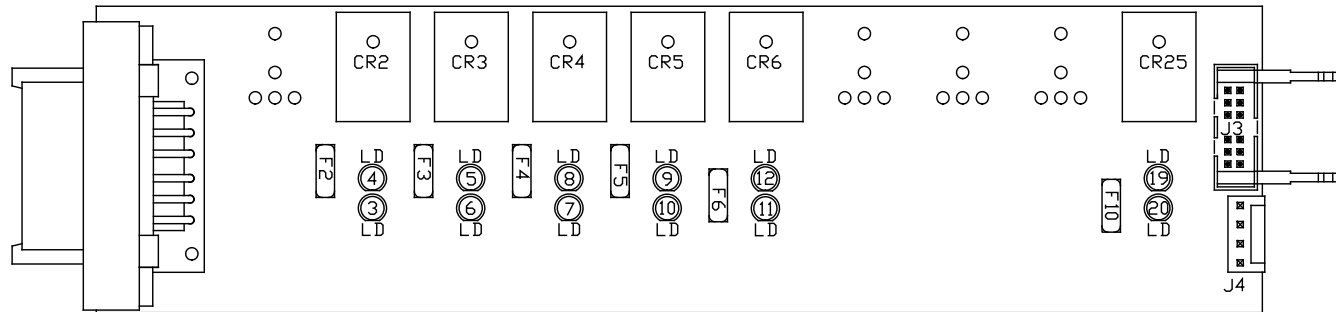 CR2 CR3 CR4 CR5 CR6 CR25
J3
LD LD LD LD LD LD
F2 4 F3 5 F4 8 F5 9 F6 12 F10 19
3 6 7 10 11 20
LD LD LD LD LD LD
J4